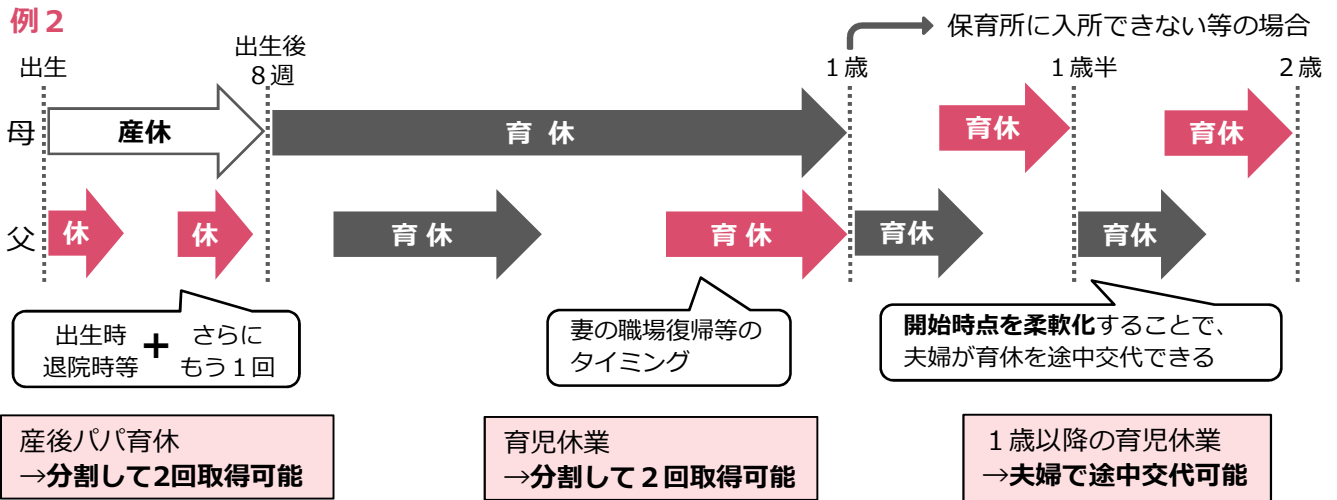 例２
保育所に入所できない等の場合
出生
出生後
８週
１歳
１歳半
２歳
母
産休
育 休
育休
育休
父
休
休
育 休
育 休
育休
育休
出生時
退院時等
+
さらに
もう１回
妻の職場復帰等の
タイミング
開始時点を柔軟化することで、
夫婦が育休を途中交代できる
産後パパ育休
→分割して2回取得可能
育児休業
→分割して２回取得可能
１歳以降の育児休業
→夫婦で途中交代可能